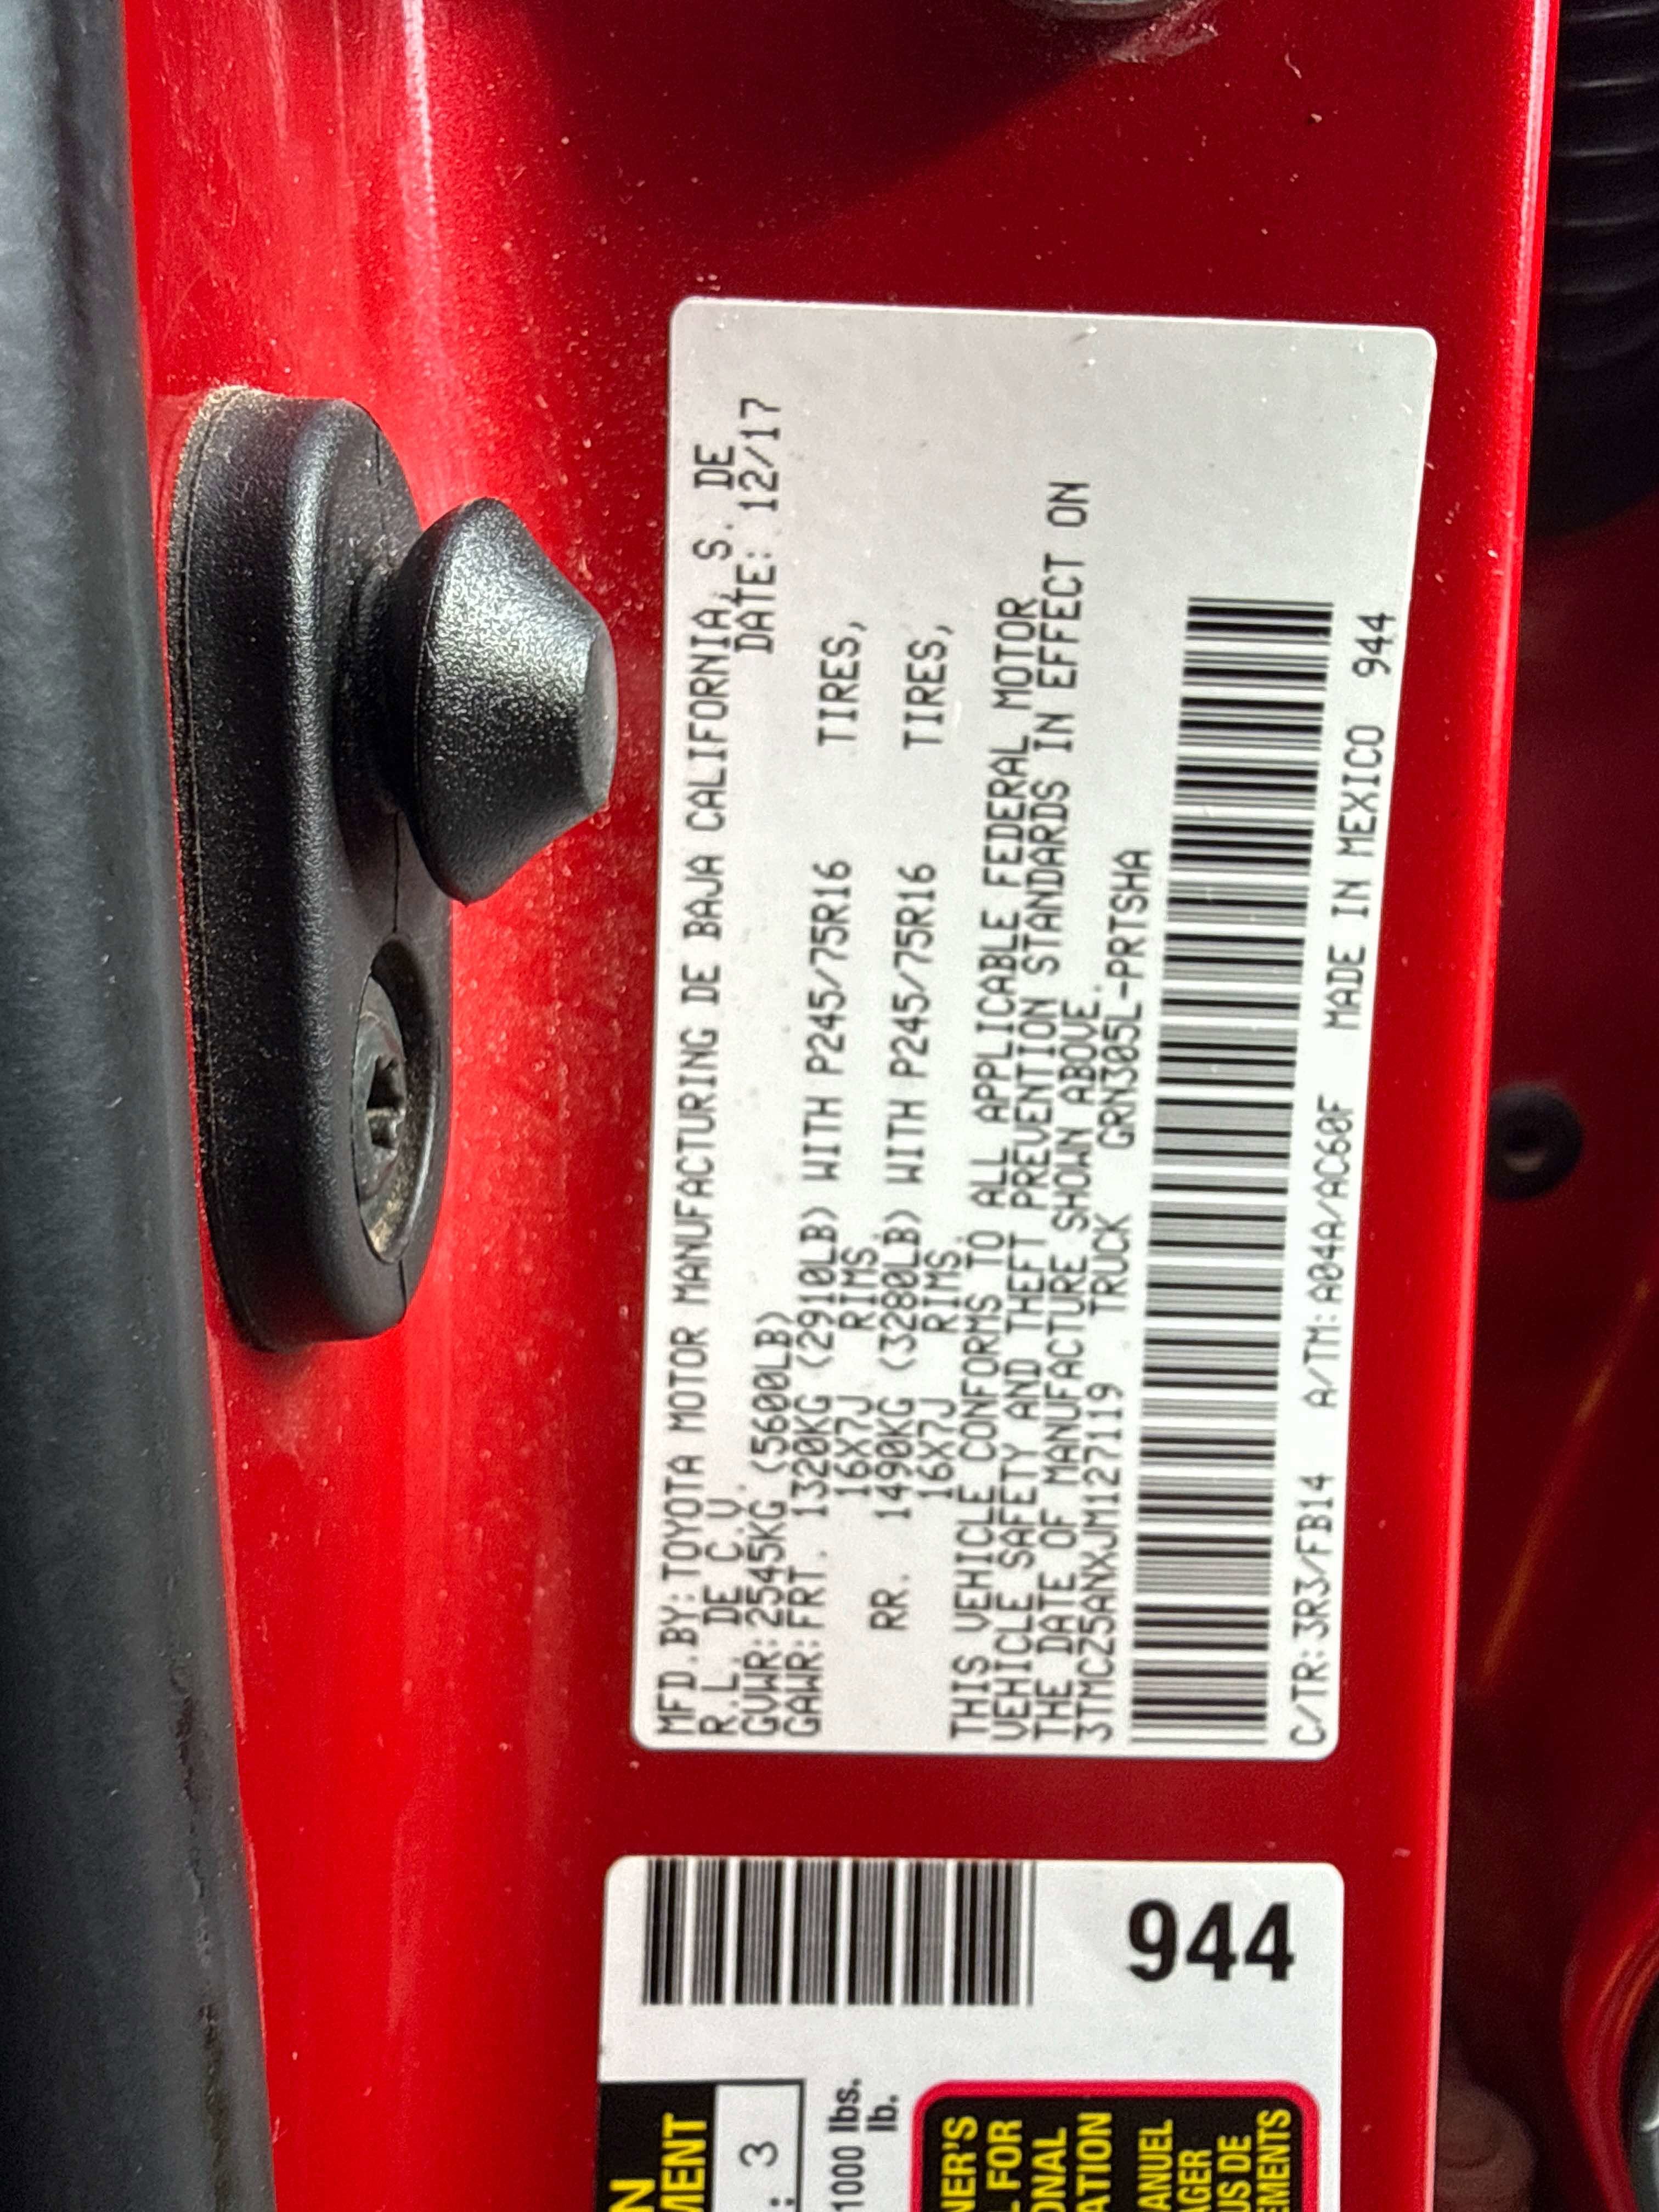 MFD.BY:TOYOTA MOTOR MANUFACTURING DE BAJA CALIFORNIA, S. DE
R.L. DE C.V. DATE: 12/17
GVWR:2545KG (5600LB)
GAWR:FRT. 1320KG (2910LB) WITH P245/75R16 TIRES,
16X7J RIMS,
RR. 1490KG (3280LB) WITH P245/75R16 TIRES,
16X7J RIMS.
THIS VEHICLE CONFORMS TO ALL APPLICABLE FEDERAL MOTOR
VEHICLE SAFETY AND THEFT PREVENTION STANDARDS IN EFFECT ON
THE DATE OF MANUFACTURE SHOWN ABOVE.
3TMCZ5ANXJM127119 TRUCK GRN305L-PRTSHA
C/TR:3R3/FB14 A/TM:A04A/AC60F MADE IN MEXICO 944
944
3
1000 lbs.
lb.